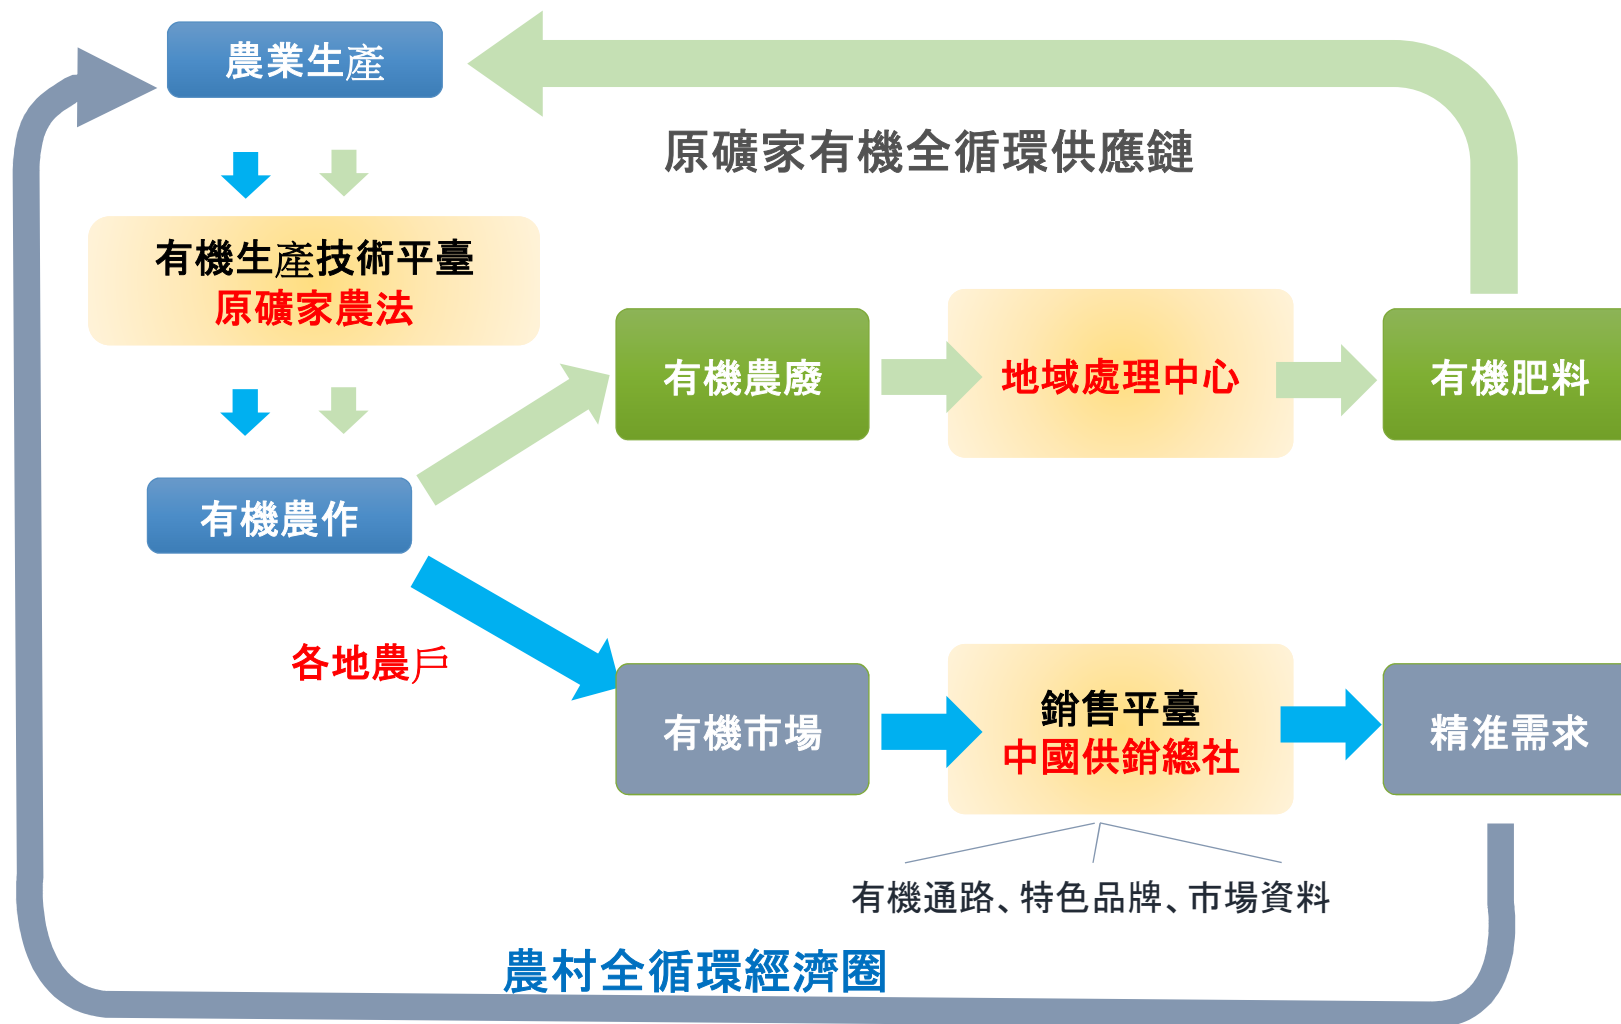 農業生產
原礦家有機全循環供應鏈
有機生產技術平臺
原礦家農法
有機農廢
地域處理中心
有機肥料
有機農作
各地農戶
有機市場
銷售平臺
中國供銷總社
精准需求
有機通路、特色品牌、市場資料
農村全循環經濟圈